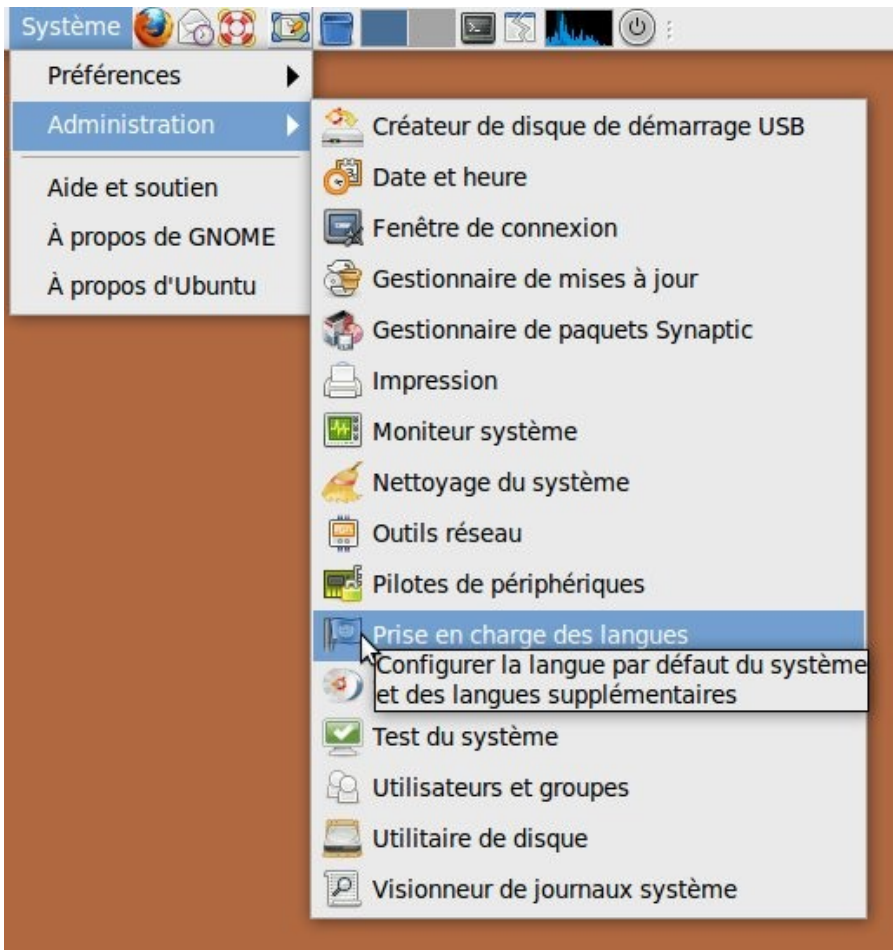 Système
Préférences
Administration
Aide et soutien
À propos de GNOME
À propos d'Ubuntu
Créateur de disque de démarrage USB
Date et heure
Fenêtre de connexion
Gestionnaire de mises à jour
Gestionnaire de paquets Synaptic
Impression
Moniteur système
Nettoyage du système
Outils réseau
Pilotes de périphériques
Prise en charge des langues
Configurer la langue par défaut du système
et des langues supplémentaires
Test du système
Utilisateurs et groupes
Utilitaire de disque
Visionneur de journaux système